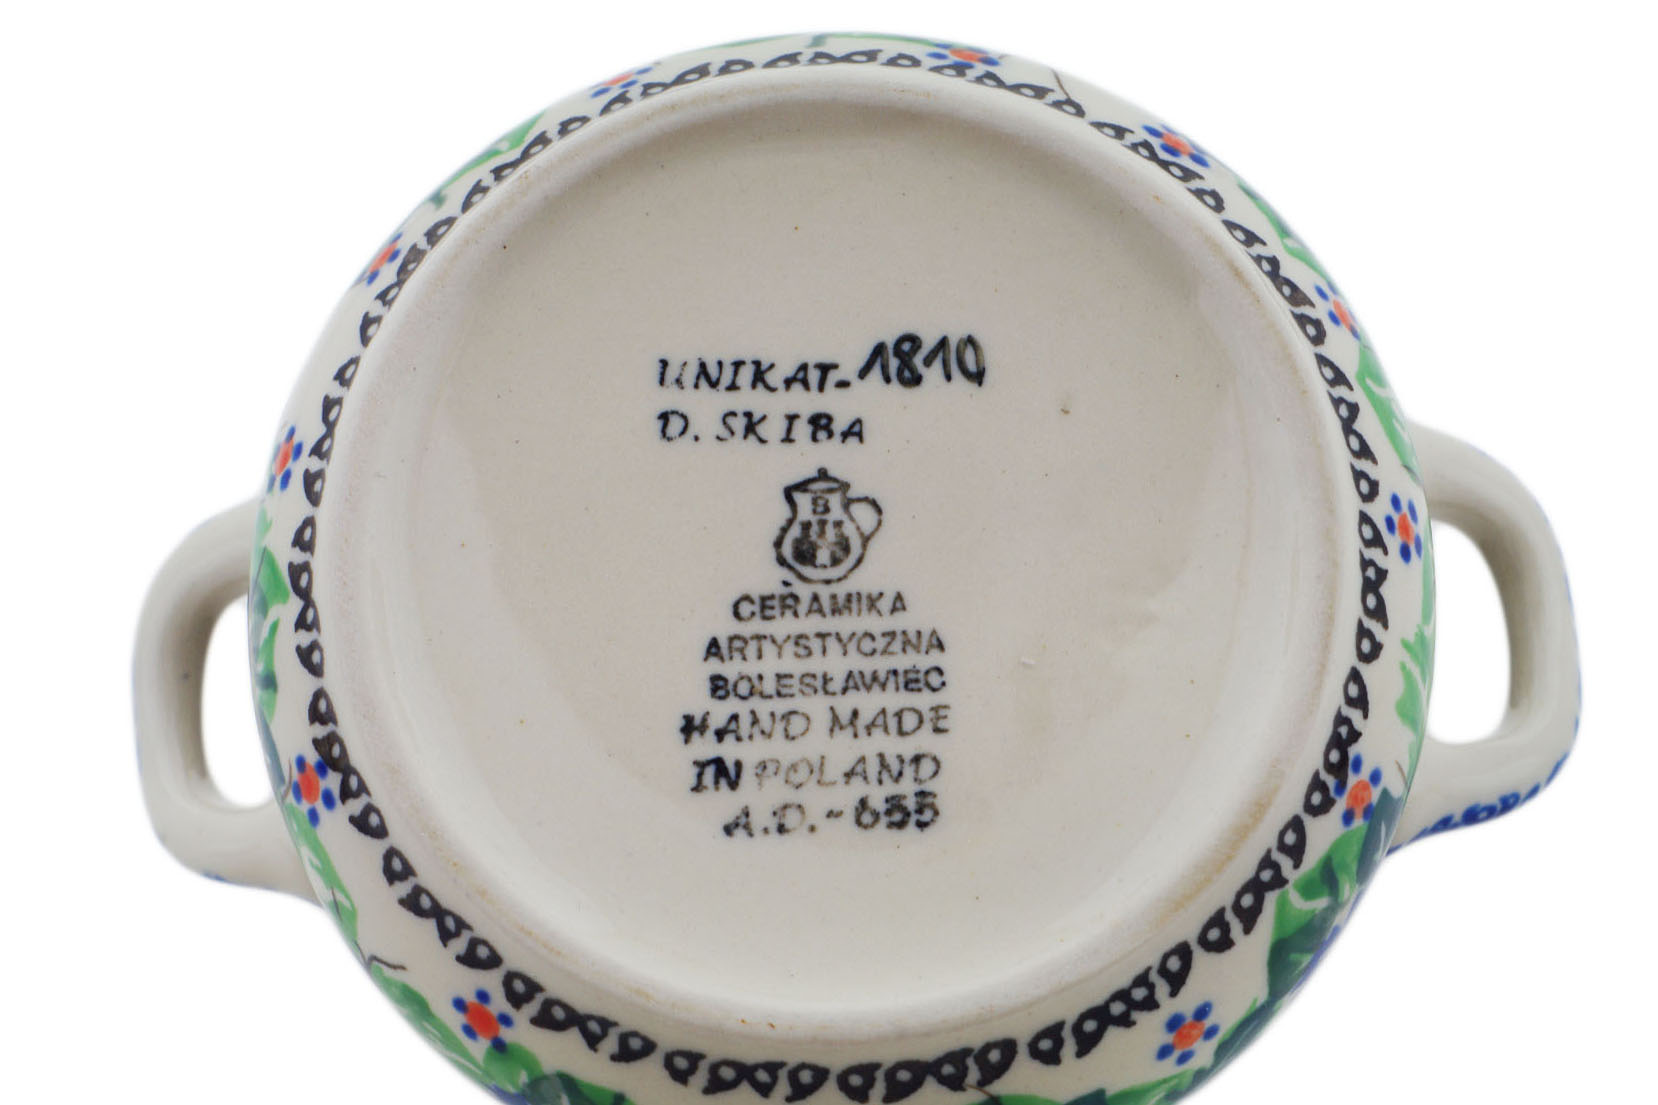 UNIKAT-1810
D. SKIBA
B
CERAMIKA
ARTYSTYCZNA
BOLESŁAWIEC
HAND MADE
IN POLAND
A.D.-655